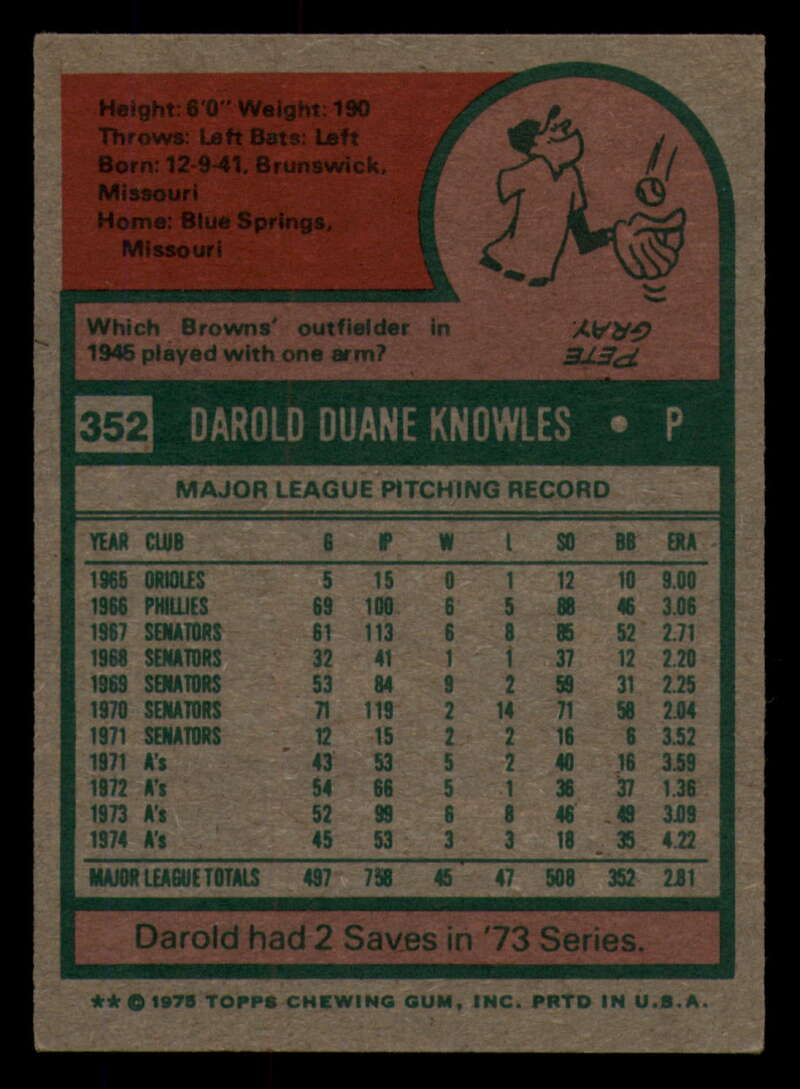 Height: 6'0" Weight: 190
Throws: Left Bats: Left
Born: 12-9-41, Brunswick,
Missouri
Home: Blue Springs,
Missouri
Which Browns' outfielder in
1945 played with one arm?
PETE
GRAY
352 DAROLD DUANE KNOWLES • P
MAJOR LEAGUE PITCHING RECORD
YEAR CLUB G IP W L SO BB ERA
1965 ORIOLES 5 15 0 1 12 10 9.00
1966 PHILLIES 69 100 6 5 88 46 3.06
1967 SENATORS 61 113 6 8 85 52 2.71
1968 SENATORS 32 41 1 1 37 12 2.20
1969 SENATORS 53 84 9 2 59 31 2.25
1970 SENATORS 71 119 2 14 71 58 2.04
1971 SENATORS 12 15 2 2 16 6 3.52
1971 A's 43 53 5 2 40 16 3.59
1972 A's 54 66 5 1 36 37 1.36
1973 A's 52 99 6 8 46 49 3.09
1974 A's 45 53 3 3 18 35 4.22
MAJOR LEAGUE TOTALS 497 758 45 47 508 352 2.81
Darold had 2 Saves in '73 Series.
** © 1975 TOPPS CHEWING GUM, INC. PRTD IN U.S.A.